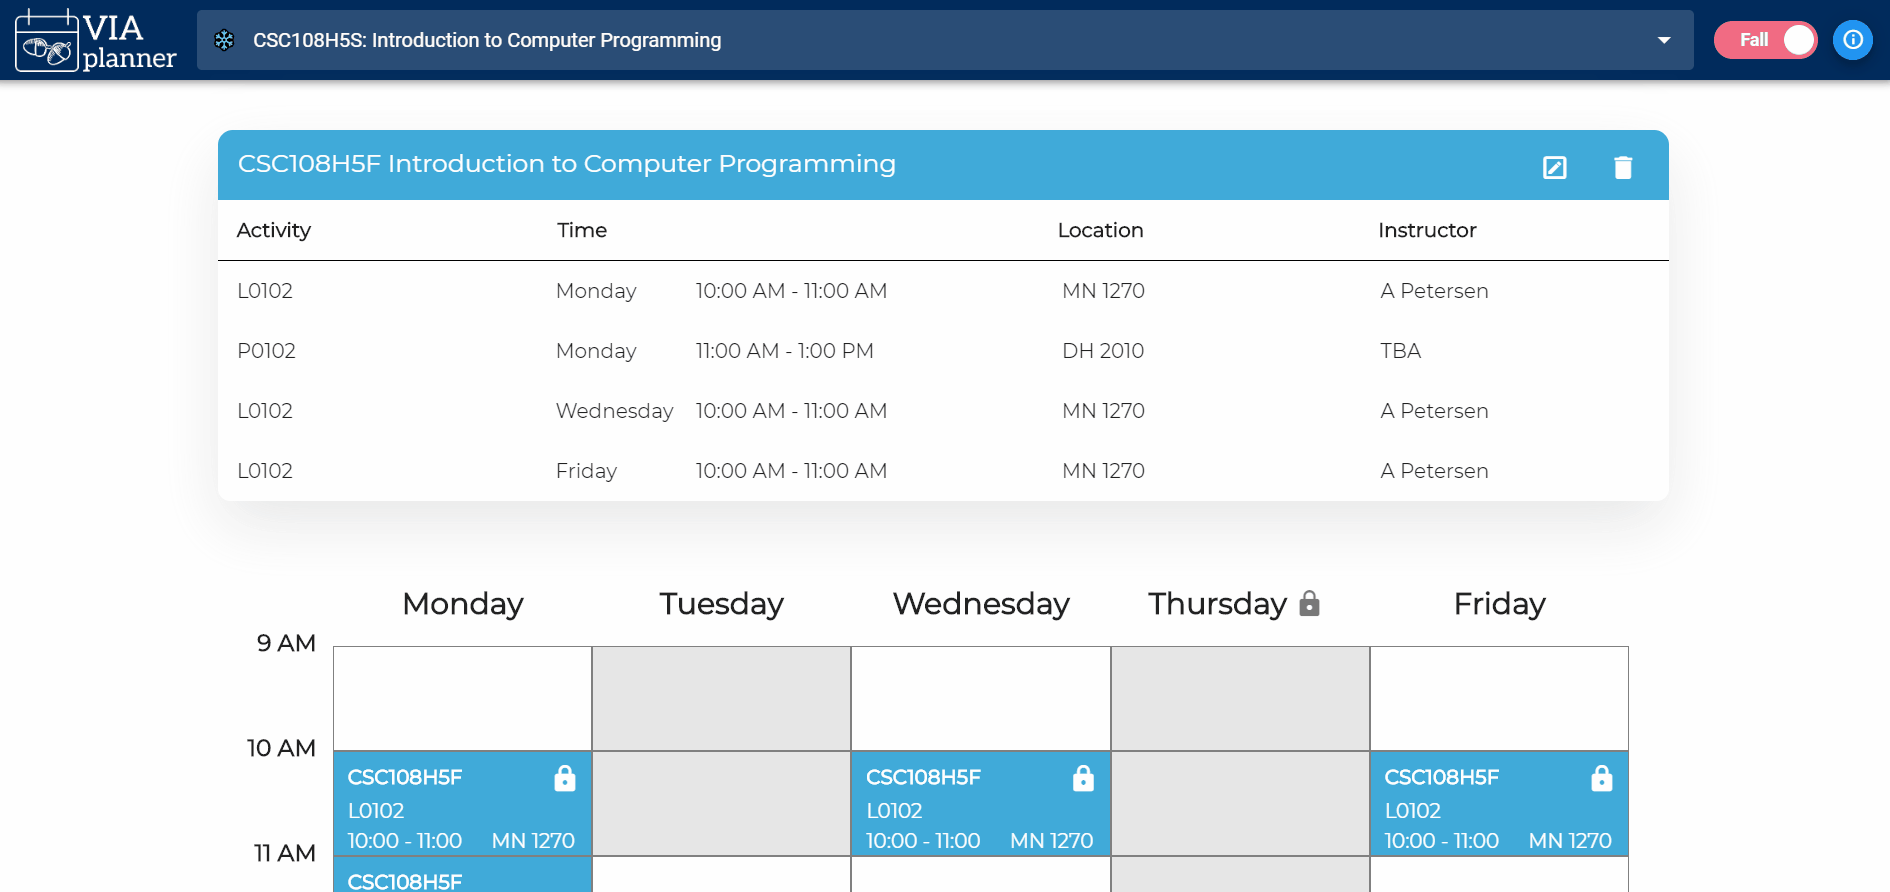 VIA
planner
CSC108H5S: Introduction to Computer Programming
Fall
CSC108H5F Introduction to Computer Programming
Activity Time Location Instructor
L0102 Monday 10:00 AM - 11:00 AM MN 1270 A Petersen
P0102 Monday 11:00 AM - 1:00 PM DH 2010 TBA
L0102 Wednesday 10:00 AM - 11:00 AM MN 1270 A Petersen
L0102 Friday 10:00 AM - 11:00 AM MN 1270 A Petersen
Monday Tuesday Wednesday Thursday Friday
9 AM
10 AM
CSC108H5F CSC108H5F CSC108H5F
L0102 L0102 L0102
10:00 - 11:00 MN 1270 10:00 - 11:00 MN 1270 10:00 - 11:00 MN 1270
11 AM
CSC108H5F